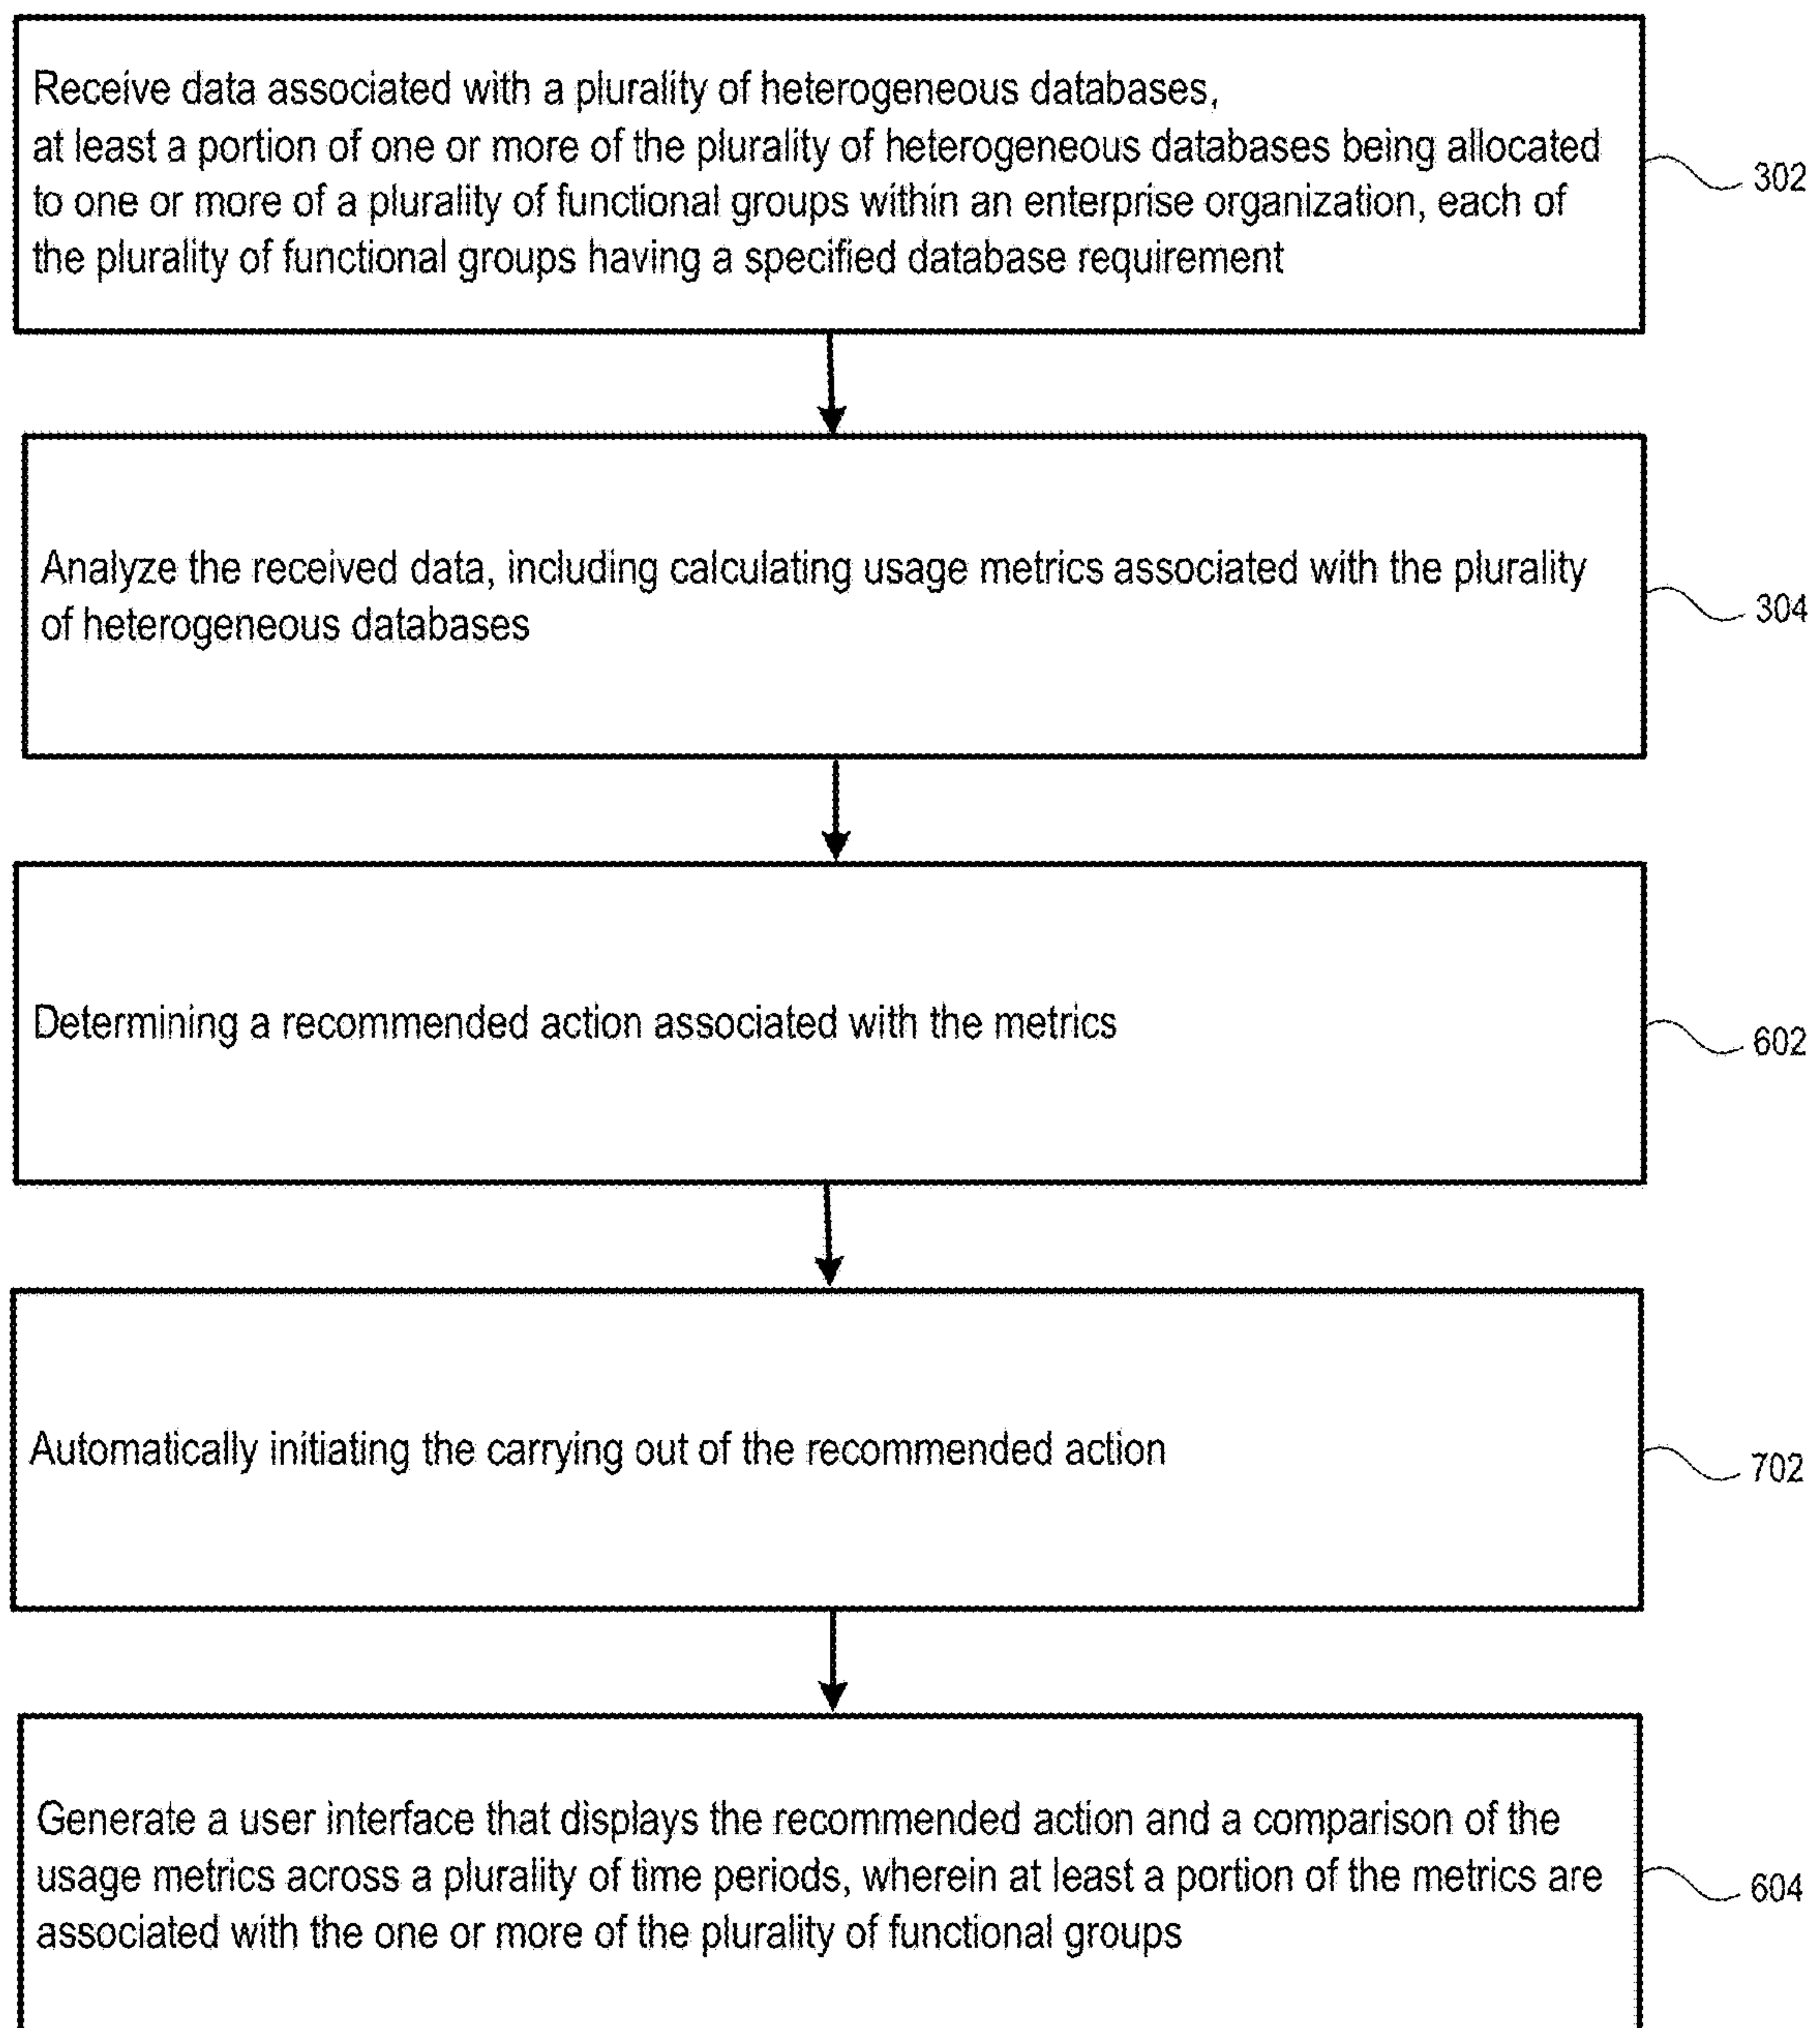 Receive data associated with a plurality of heterogeneous databases,
at least a portion of one or more of the plurality of heterogeneous databases being allocated
to one or more of a plurality of functional groups within an enterprise organization, each of
the plurality of functional groups having a specified database requirement
302
Analyze the received data, including calculating usage metrics associated with the plurality
of heterogeneous databases
304
Determining a recommended action associated with the metrics
602
Automatically initiating the carrying out of the recommended action
702
Generate a user interface that displays the recommended action and a comparison of the
usage metrics across a plurality of time periods, wherein at least a portion of the metrics are
associated with the one or more of the plurality of functional groups
604